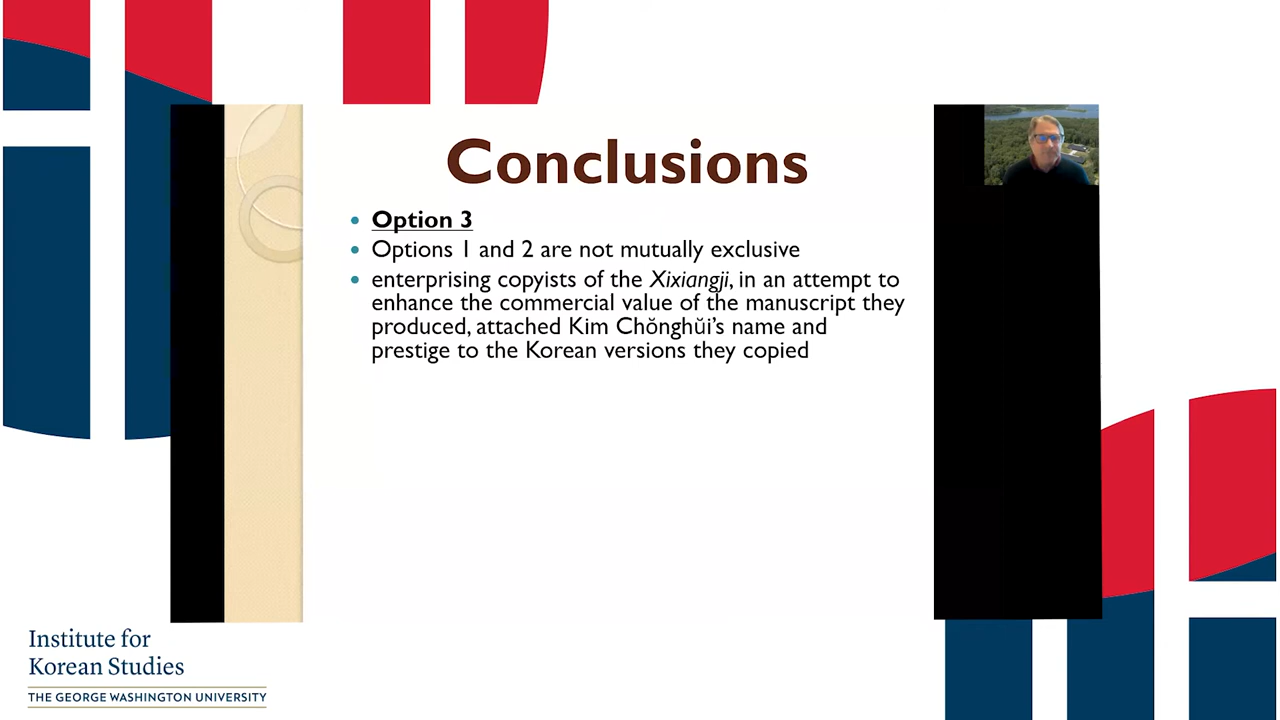 Conclusions
• Option 3
• Options 1 and 2 are not mutually exclusive
• enterprising copyists of the Xixiangji, in an attempt to
enhance the commercial value of the manuscript they
produced, attached Kim Chŏnghŭi's name and
prestige to the Korean versions they copied
Institute for
Korean Studies
THE GEORGE WASHINGTON UNIVERSITY